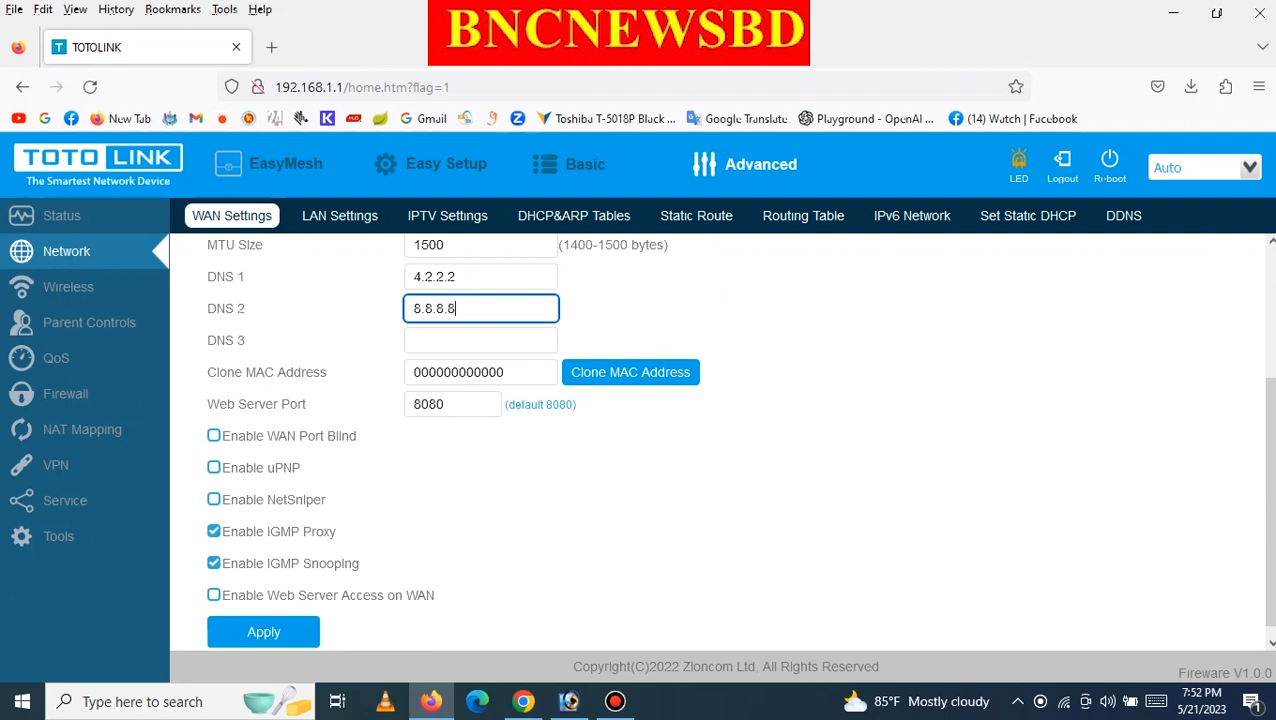 File Edit View History Bookmarks Tools Help
BNCNEWSBD
TOTOLINK
192.168.1.1/home.htm?flag=1
New Tab
Gmail
Toshiba T-5018P Black ...
Google Translate
Playground - OpenAI ...
(14) Watch | Facebook
TOTO LINK
The Smartest Network Device
EasyMesh
Easy Setup
Basic
Advanced
LED
Logout
Reboot
Auto
Status
Network
Wireless
Parent Controls
QoS
Firewall
NAT Mapping
VPN
Service
Tools
WAN Settings
LAN Settings
IPTV Settings
DHCP&ARP Tables
Static Route
Routing Table
IPv6 Network
Set Static DHCP
DDNS
MTU Size 1500 (1400-1500 bytes)
DNS 1 4.2.2.2
DNS 2 8.8.8.8
DNS 3
Clone MAC Address 000000000000 Clone MAC Address
Web Server Port 8080 (default 8080)
Enable WAN Port Blind
Enable uPNP
Enable NetSniper
Enable IGMP Proxy
Enable IGMP Snooping
Enable Web Server Access on WAN
Apply
Copyright(C)2022 Zioncom Ltd. All Rights Reserved
Fireware V1.0.0
Type here to search
85°F Mostly cloudy
7:52 PM
5/21/2023